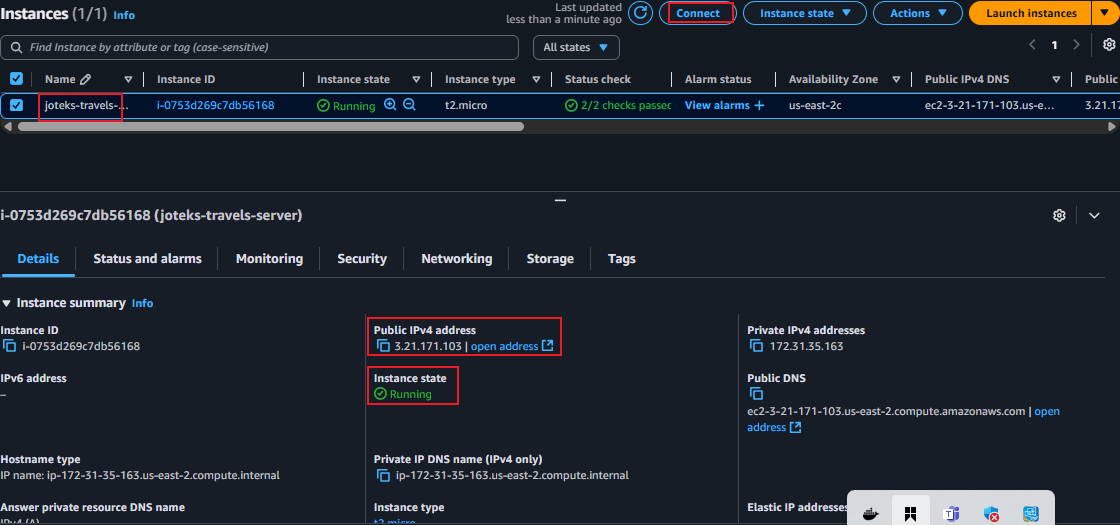 Instances (1/1) Info
Last updated
less than a minute ago
Connect
Instance state
Actions
Launch instances
Find Instance by attribute or tag (case-sensitive)
All states
1
Name
Instance ID
Instance state
Instance type
Status check
Alarm status
Availability Zone
Public IPv4 DNS
Public
joteks-travels-...
i-0753d269c7db56168
Running
t2.micro
2/2 checks passed
View alarms +
us-east-2c
ec2-3-21-171-103.us-e...
3.21.17
i-0753d269c7db56168 (joteks-travels-server)
Details
Status and alarms
Monitoring
Security
Networking
Storage
Tags
Instance summary Info
Instance ID
i-0753d269c7db56168
Public IPv4 address
3.21.171.103 | open address
Private IPv4 addresses
172.31.35.163
IPv6 address
–
Instance state
Running
Public DNS
ec2-3-21-171-103.us-east-2.compute.amazonaws.com | open
address
Hostname type
IP name: ip-172-31-35-163.us-east-2.compute.internal
Private IP DNS name (IPv4 only)
ip-172-31-35-163.us-east-2.compute.internal
Answer private resource DNS name
IPv4 (A)
Instance type
t2.micro
Elastic IP addresses